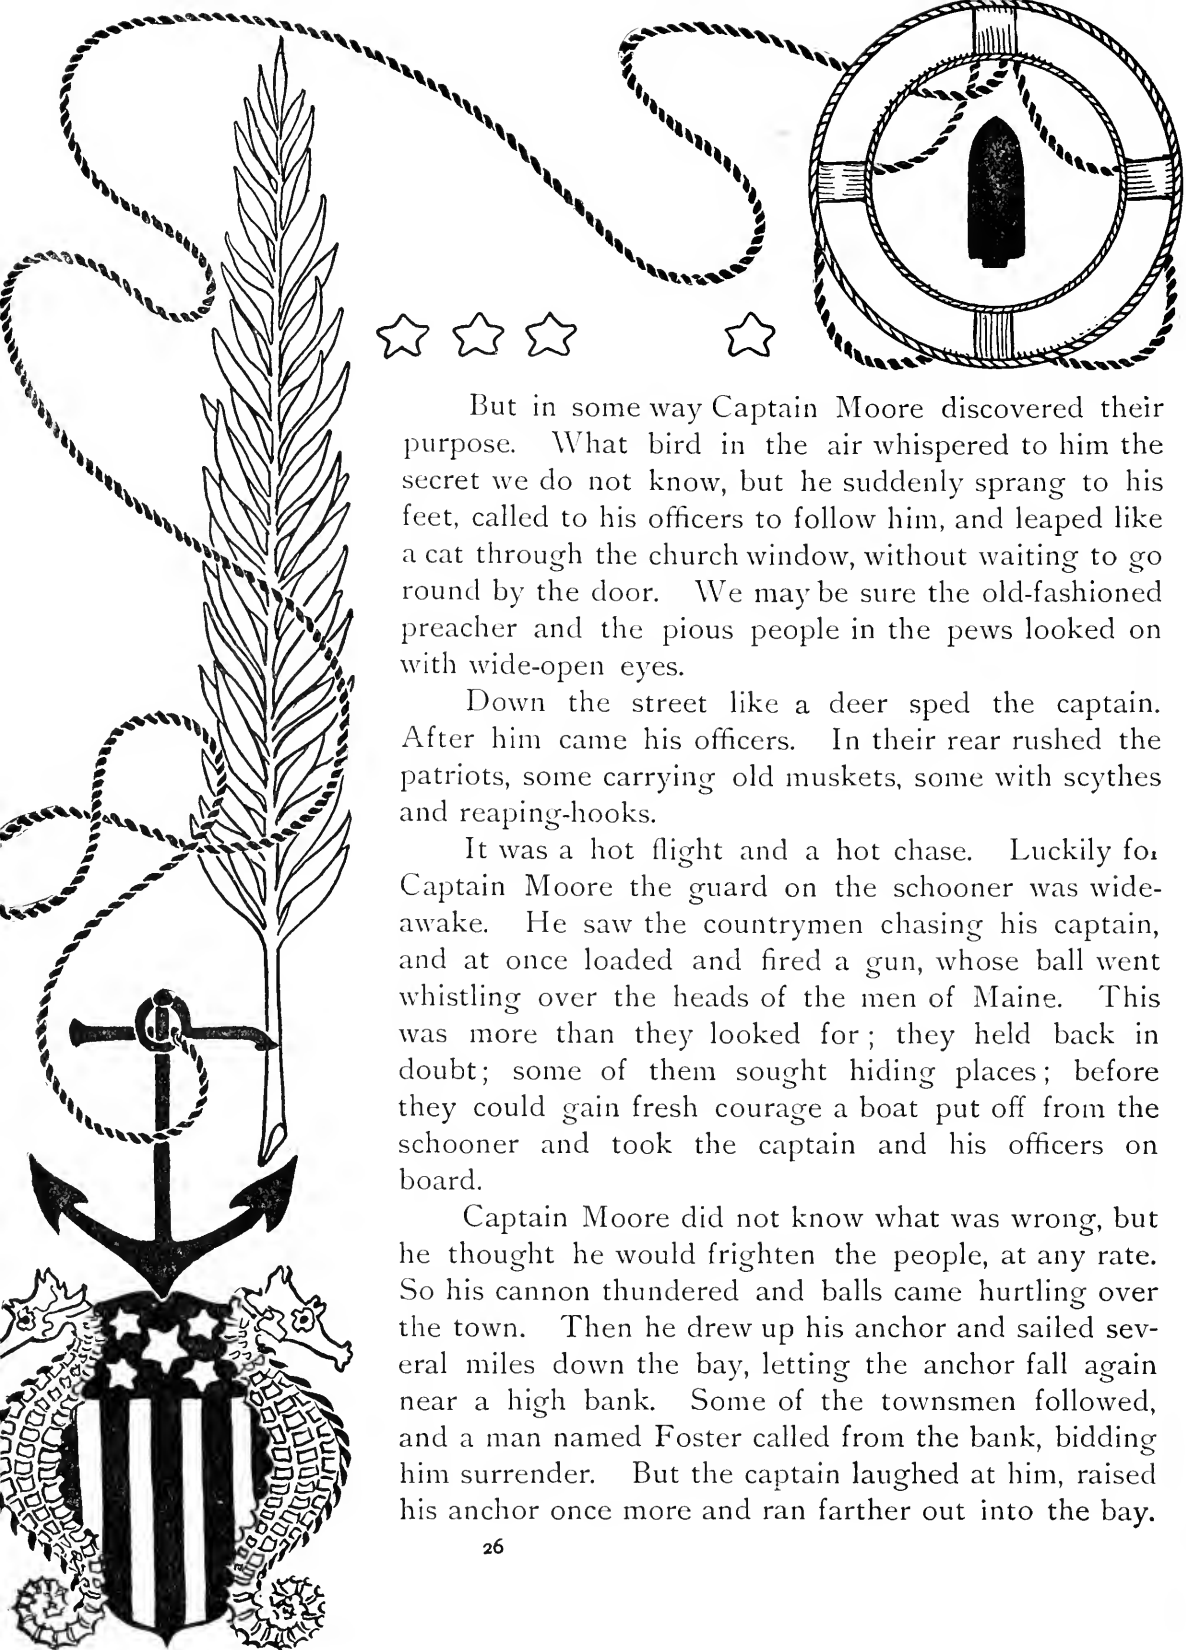 But in some way Captain Moore discovered their
purpose. What bird in the air whispered to him the
secret we do not know, but he suddenly sprang to his
feet, called to his officers to follow him, and leaped like
a cat through the church window, without waiting to go
round by the door. We may be sure the old-fashioned
preacher and the pious people in the pews looked on
with wide-open eyes.
Down the street like a deer sped the captain.
After him came his officers. In their rear rushed the
patriots, some carrying old muskets, some with scythes
and reaping-hooks.
It was a hot flight and a hot chase. Luckily for
Captain Moore the guard on the schooner was wide-
awake. He saw the countrymen chasing his captain,
and at once loaded and fired a gun, whose ball went
whistling over the heads of the men of Maine. This
was more than they looked for; they held back in
doubt; some of them sought hiding places; before
they could gain fresh courage a boat put off from the
schooner and took the captain and his officers on
board.
Captain Moore did not know what was wrong, but
he thought he would frighten the people, at any rate.
So his cannon thundered and balls came hurtling over
the town. Then he drew up his anchor and sailed sev-
eral miles down the bay, letting the anchor fall again
near a high bank. Some of the townsmen followed,
and a man named Foster called from the bank, bidding
him surrender. But the captain laughed at him, raised
his anchor once more and ran farther out into the bay.
26